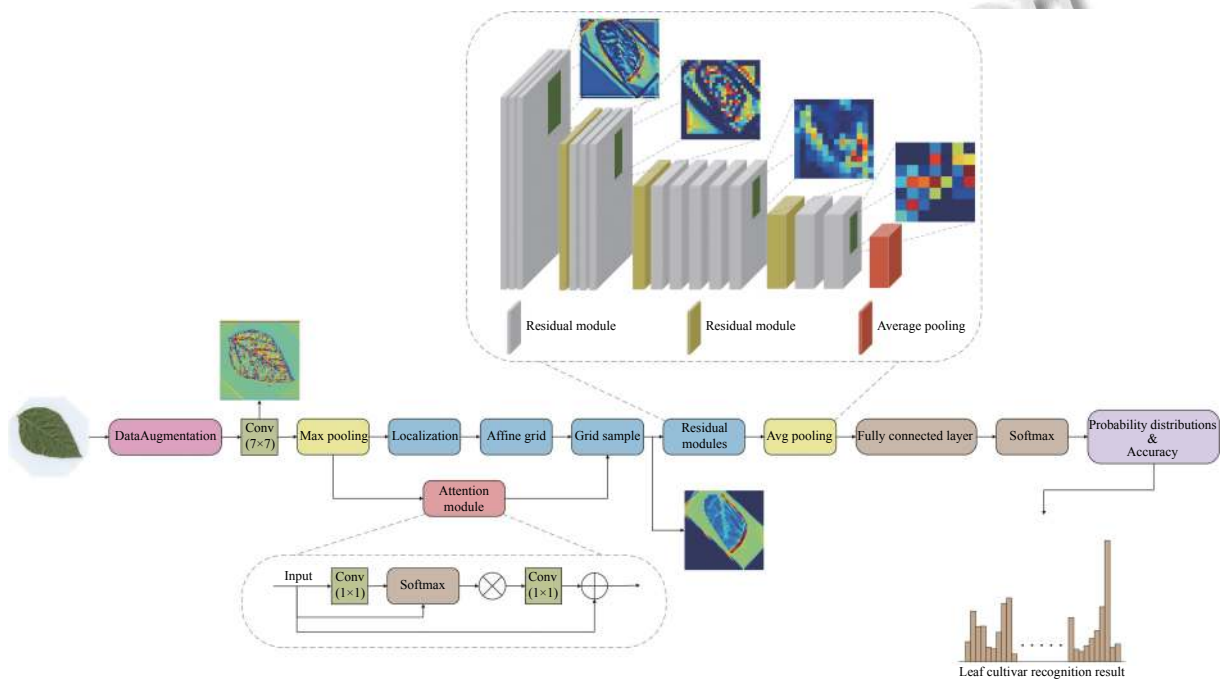 Residual module
Residual module
Average pooling
DataAugmentation
Conv
(7×7)
Max pooling
Localization
Affine grid
Grid sample
Residual
modules
Avg pooling
Fully connected layer
Softmax
Probability distributions
&
Accuracy
Attention
module
Input
Conv
(1×1)
Softmax
Conv
(1×1)
Leaf cultivar recognition result